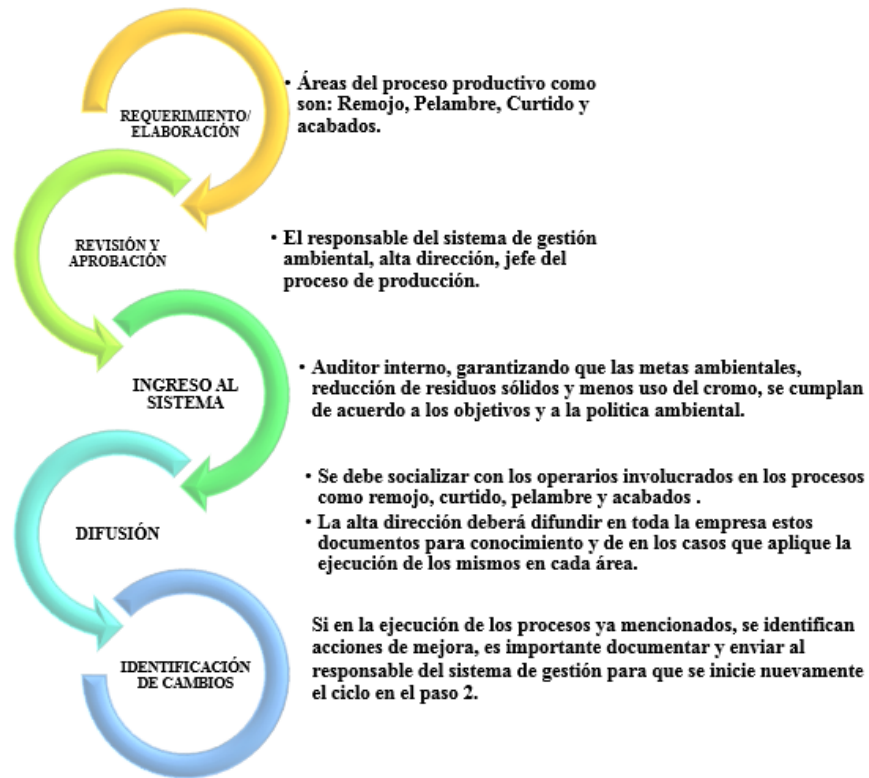 REQUERIMIENTO/
ELABORACIÓN
• Áreas del proceso productivo como
son: Remojo, Pelambre, Curtido y
acabados.
REVISIÓN Y
APROBACIÓN
• El responsable del sistema de gestión
ambiental, alta dirección, jefe del
proceso de producción.
INGRESO AL
SISTEMA
• Auditor interno, garantizando que las metas ambientales,
reducción de residuos sólidos y menos uso del cromo, se cumplan
de acuerdo a los objetivos y a la politica ambiental.
DIFUSIÓN
• Se debe socializar con los operarios involucrados en los procesos
como remojo, curtido, pelambre y acabados .
• La alta dirección deberá difundir en toda la empresa estos
documentos para conocimiento y de en los casos que aplique la
ejecución de los mismos en cada área.
IDENTIFICACIÓN
DE CAMBIOS
Si en la ejecución de los procesos ya mencionados, se identifican
acciones de mejora, es importante documentar y enviar al
responsable del sistema de gestión para que se inicie nuevamente
el ciclo en el paso 2.